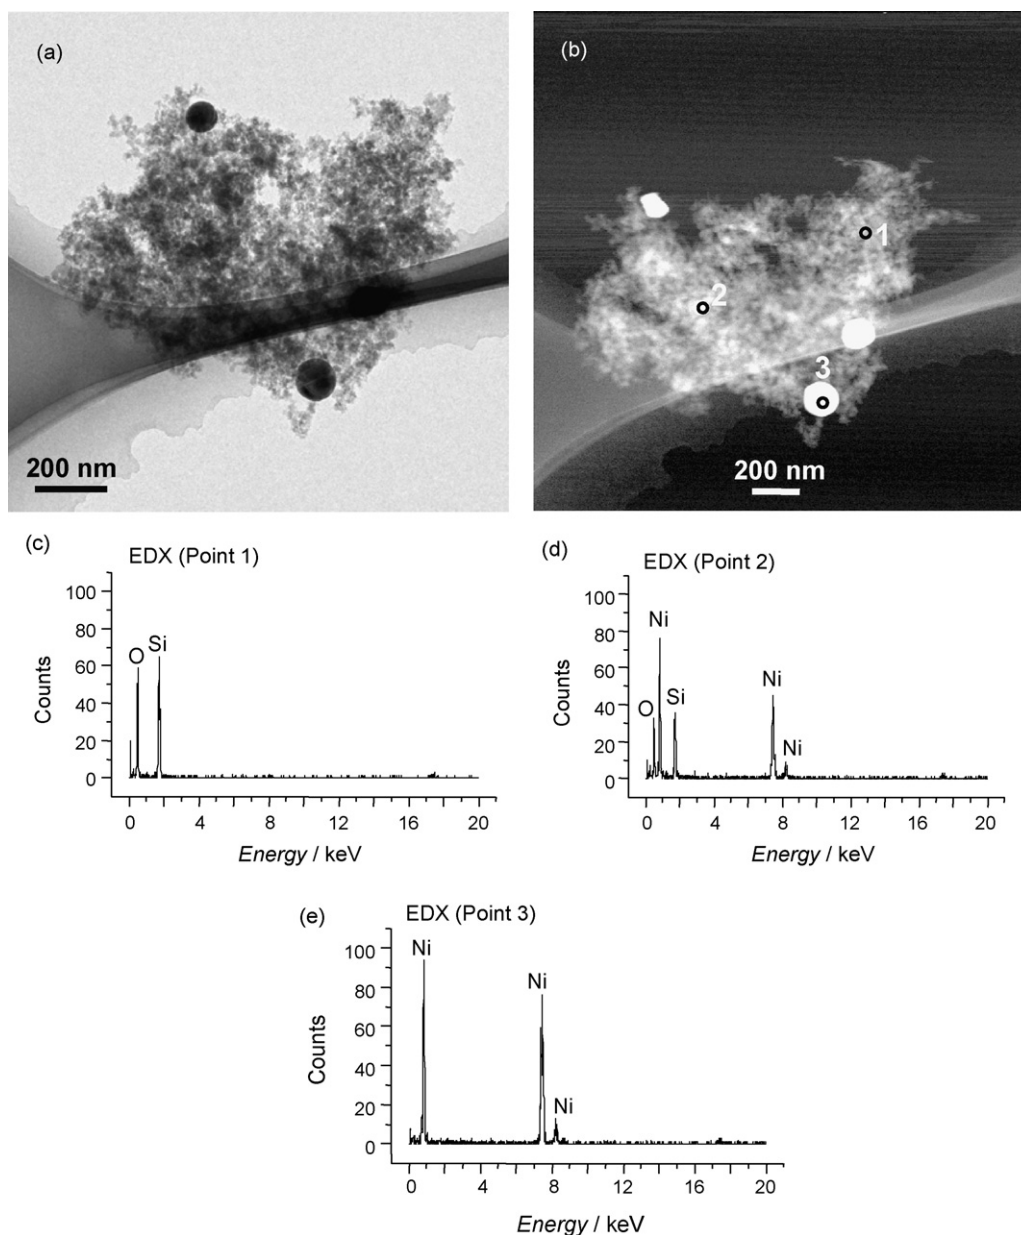 (a)
200 nm
(b)
1
2
3
200 nm
(c)
EDX (Point 1)
Counts
100
80
60
40
20
0
O
Si
0 4 8 12 16 20
Energy / keV
(d)
EDX (Point 2)
Counts
100
80
60
40
20
0
Ni
O
Si
Ni
Ni
0 4 8 12 16 20
Energy / keV
(e)
EDX (Point 3)
Counts
100
80
60
40
20
0
Ni
Ni
Ni
0 4 8 12 16 20
Energy / keV